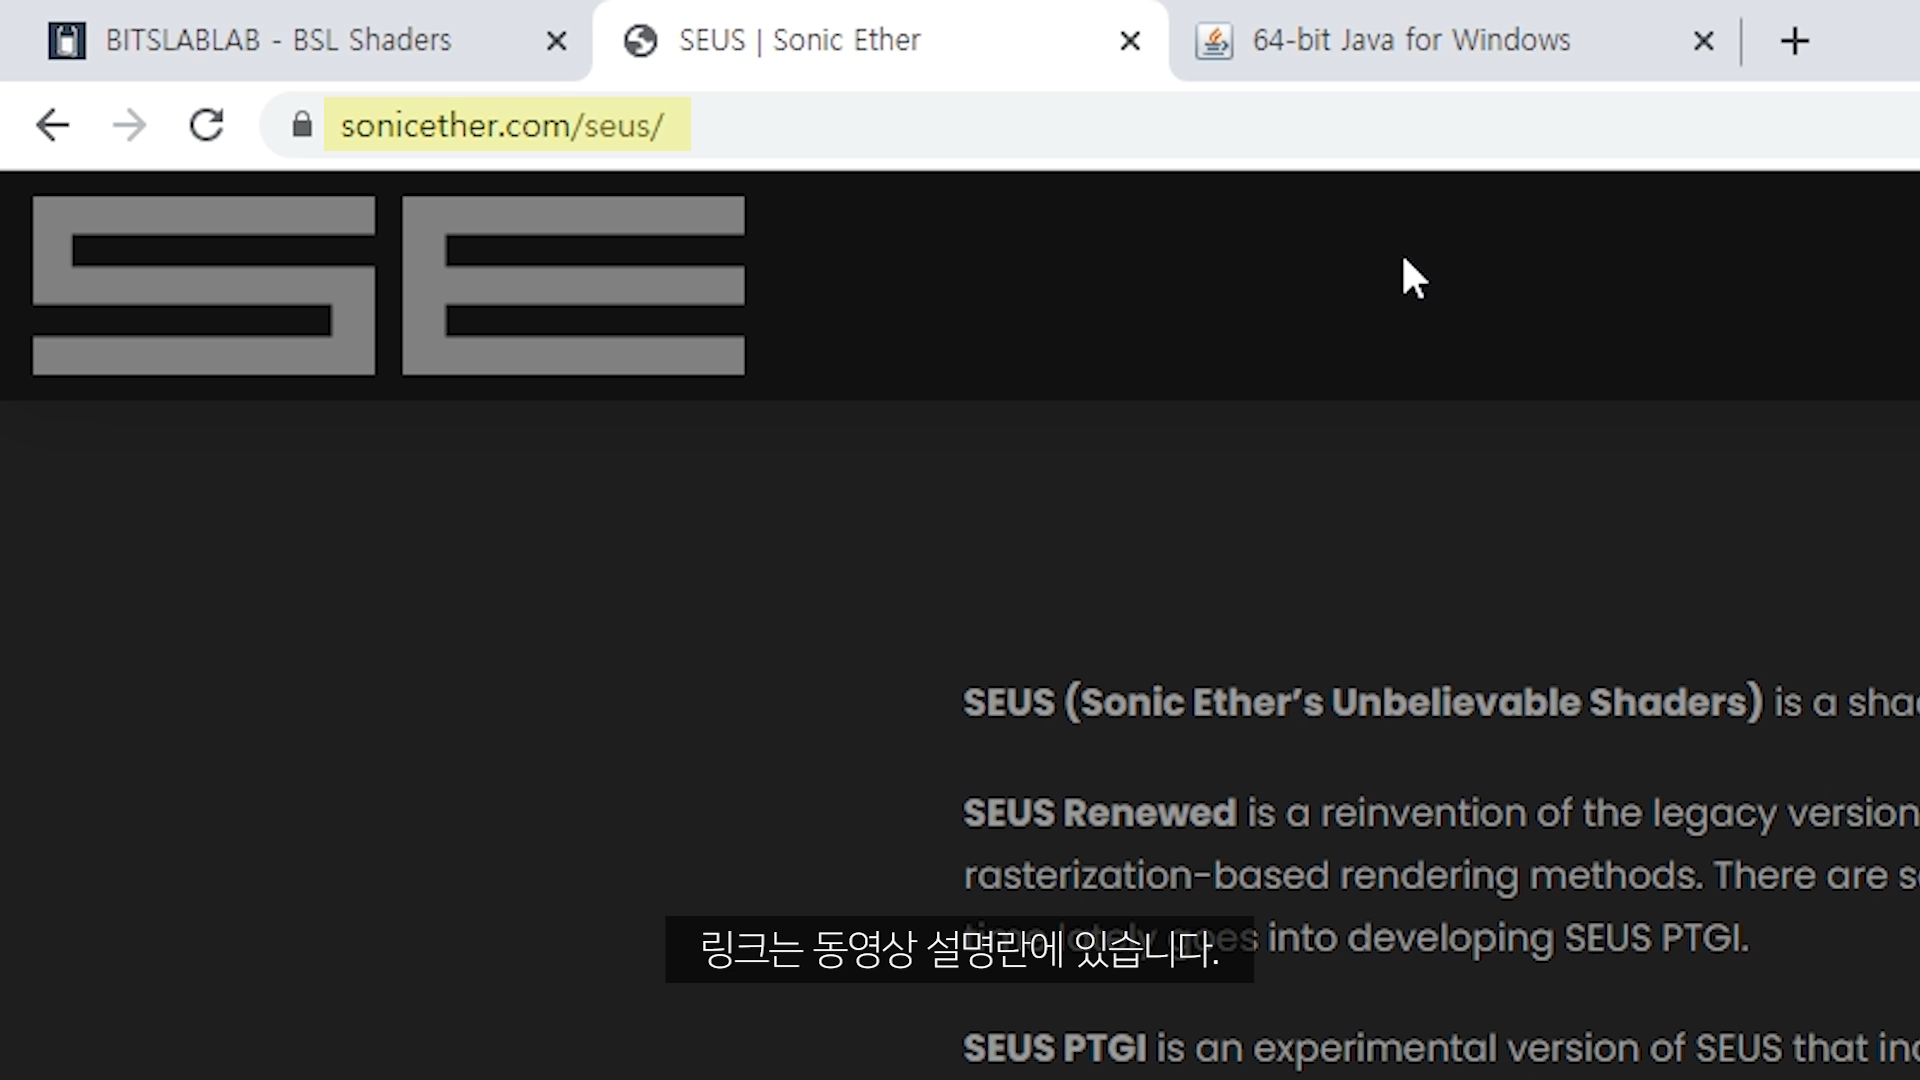 BITSLABLAB - BSL Shaders
SEUS | Sonic Ether
64-bit Java for Windows
sonicether.com/seus/
SE
SEUS (Sonic Ether’s Unbelievable Shaders) is a sha
SEUS Renewed is a reinvention of the legacy version
rasterization-based rendering methods. There are s
time lately goes into developing SEUS PTGI.
링크는 동영상 설명란에 있습니다.
SEUS PTGI is an experimental version of SEUS that in